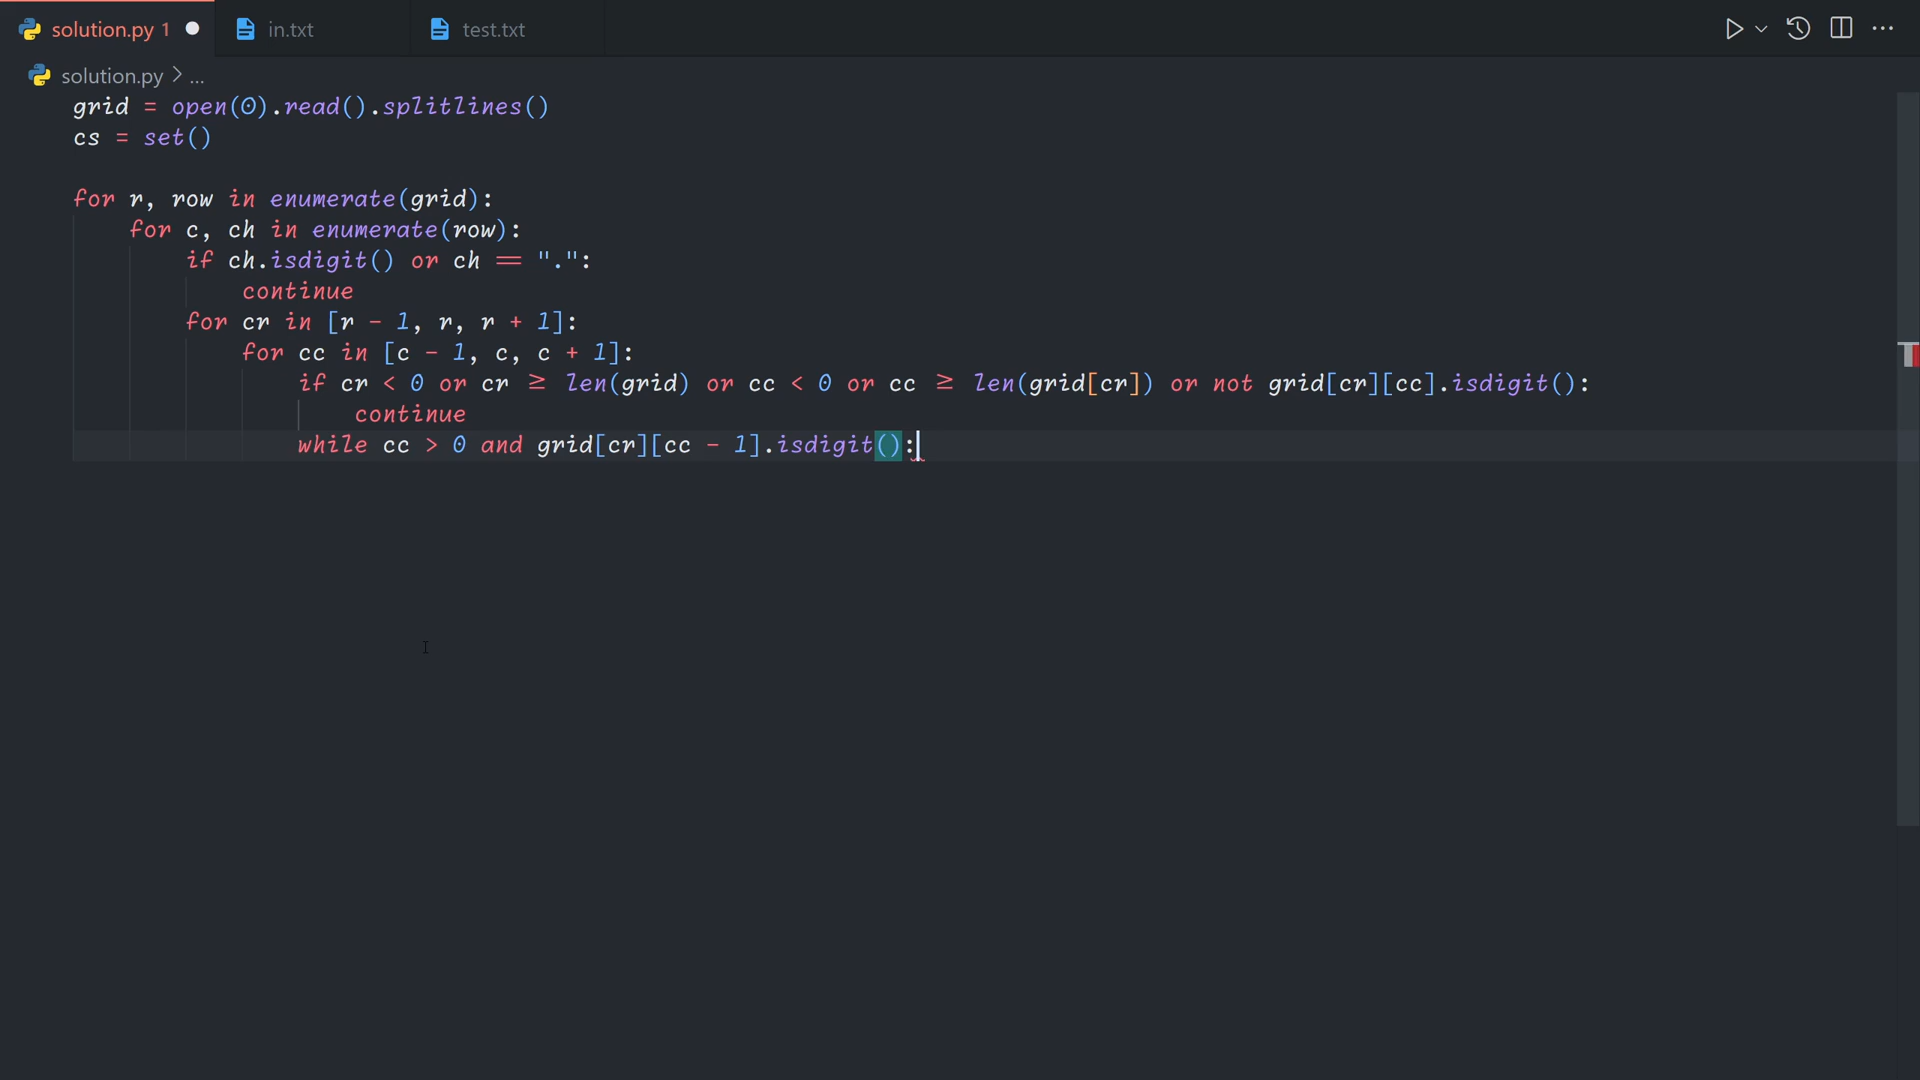 solution.py 1
in.txt
test.txt
solution.py > ...
grid = open(0).read().splitlines()
cs = set()
for r, row in enumerate(grid):
for c, ch in enumerate(row):
if ch.isdigit() or ch == ".":
continue
for cr in [r - 1, r, r + 1]:
for cc in [c - 1, c, c + 1]:
if cr < 0 or cr ≥ len(grid) or cc < 0 or cc ≥ len(grid[cr]) or not grid[cr][cc].isdigit():
continue
while cc > 0 and grid[cr][cc - 1].isdigit():